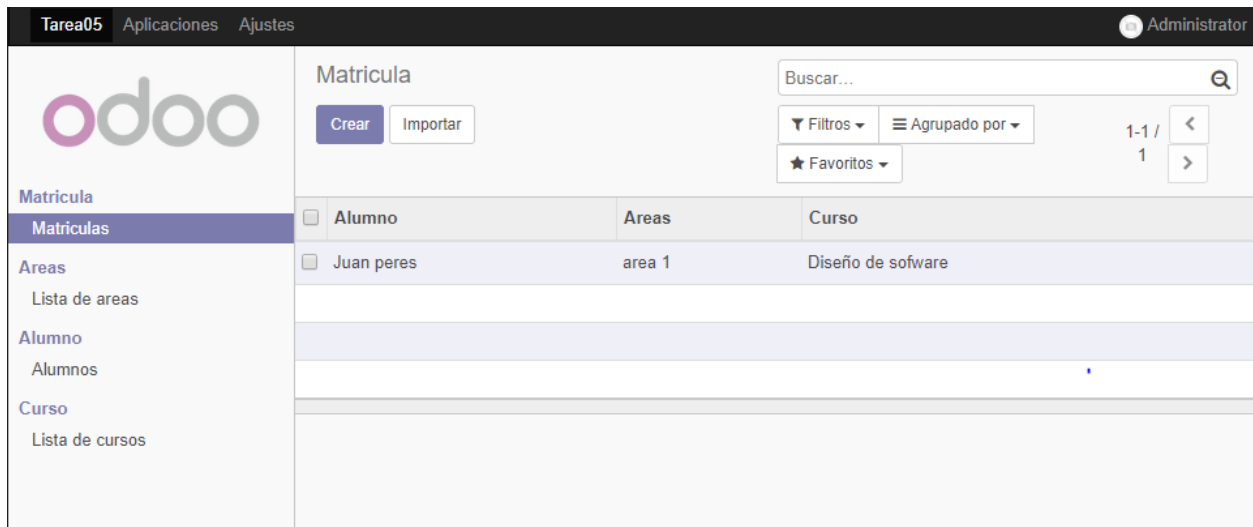 Tarea05 Aplicaciones Ajustes Administrator
odoo
Matricula
Matriculas
Areas
Lista de areas
Alumno
Alumnos
Curso
Lista de cursos
Matricula
Buscar...
Crear Importar
Filtros Agrupado por
Favoritos
1-1 /
1
Alumno Areas Curso
Juan peres area 1 Diseño de sofware